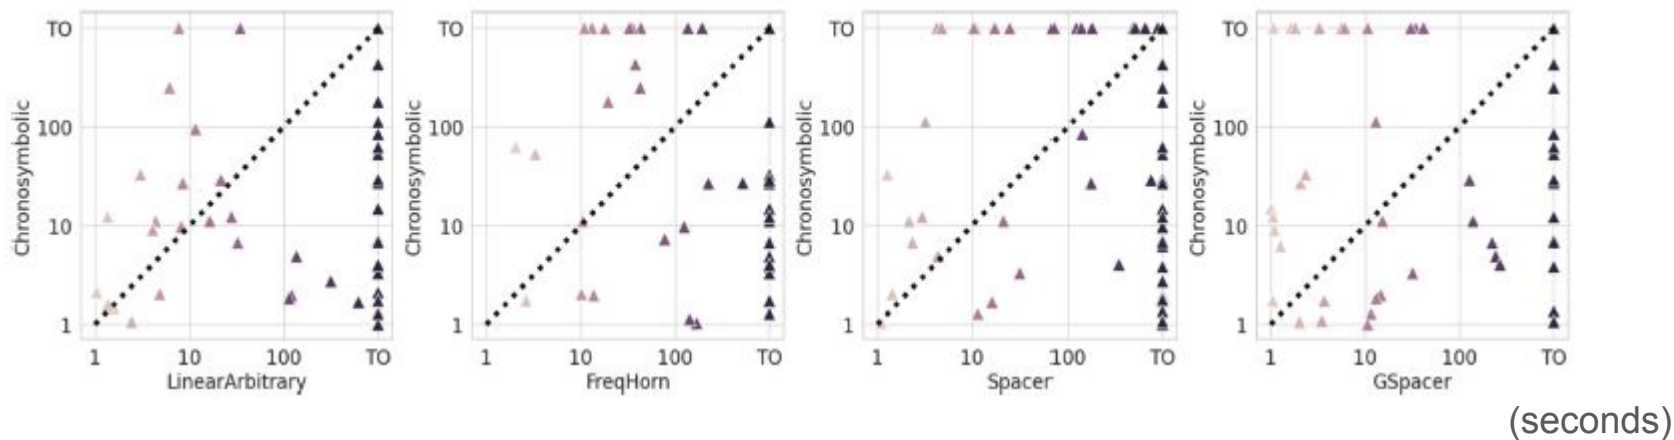 TO TO TO TO
Chronosymbolic Chronosymbolic Chronosymbolic Chronosymbolic
100 100 100 100
10 10 10 10
1 1 1 1
1 10 100 TO 1 10 100 TO 1 10 100 TO 1 10 100 TO
LinearArbitrary FreqHorn Spacer GSpacer
(seconds)